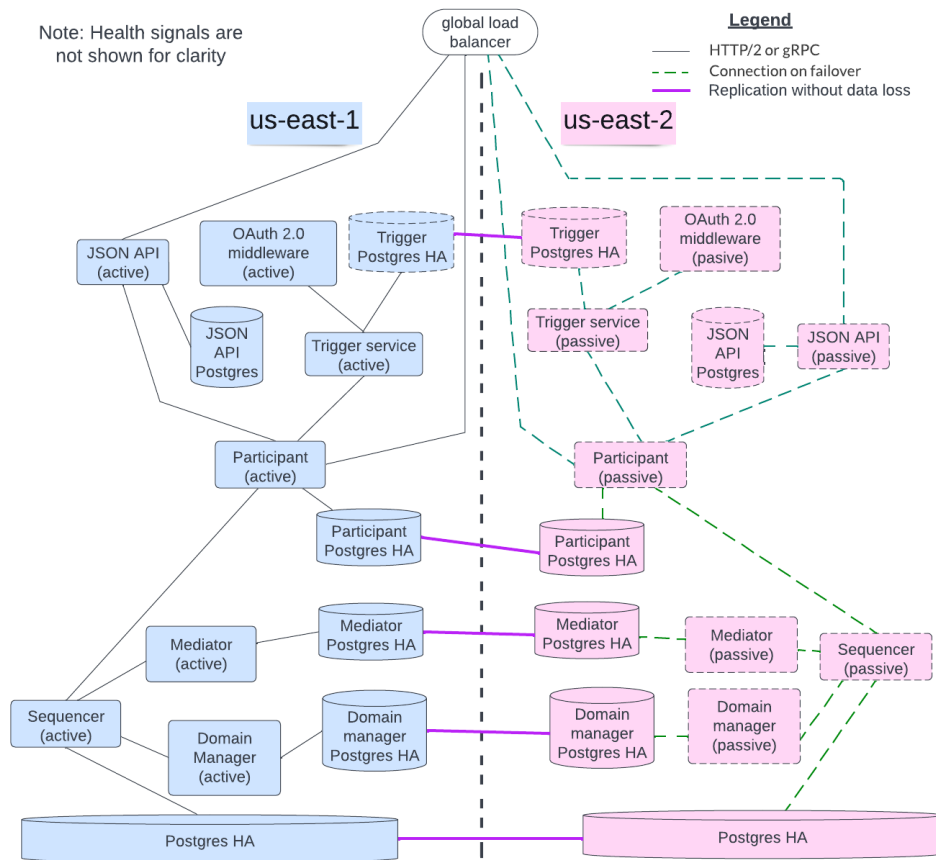 Note: Health signals are
not shown for clarity
global load
balancer
Legend
HTTP/2 or gRPC
Connection on failover
Replication without data loss
us-east-1
us-east-2
JSON API
(active)
OAuth 2.0
middleware
(active)
Trigger
Postgres HA
Trigger
Postgres HA
OAuth 2.0
middleware
(pasive)
JSON
API
Postgres
Trigger service
(active)
Trigger service
(passive)
JSON
API
Postgres
JSON API
(passive)
Participant
(active)
Participant
(passive)
Participant
Postgres HA
Participant
Postgres HA
Mediator
(active)
Mediator
Postgres HA
Mediator
Postgres HA
Mediator
(passive)
Sequencer
(passive)
Sequencer
(active)
Domain
Manager
(active)
Domain
manager
Postgres HA
Domain
manager
Postgres HA
Domain
manager
(passive)
Postgres HA
Postgres HA